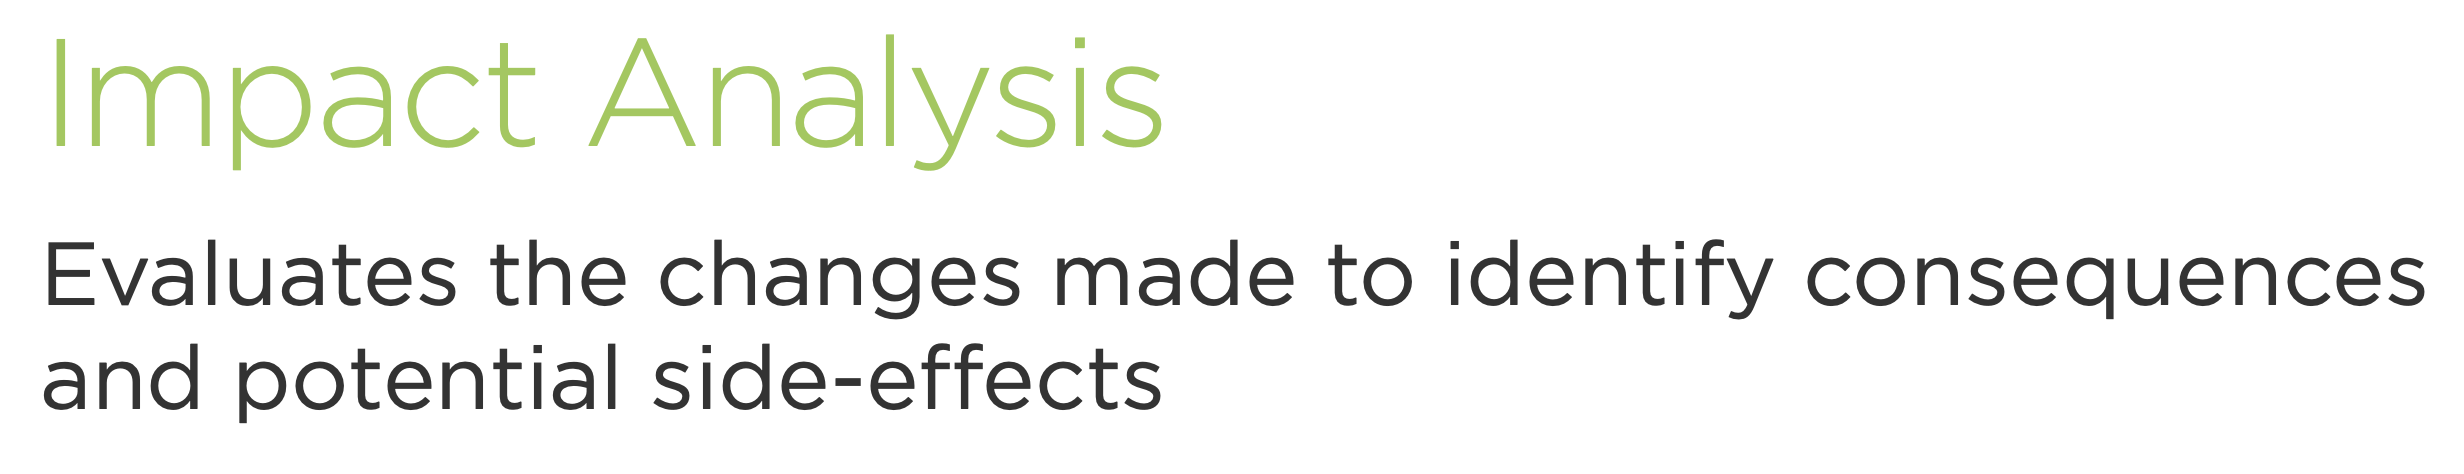 Impact Analysis
Evaluates the changes made to identify consequences
and potential side-effects